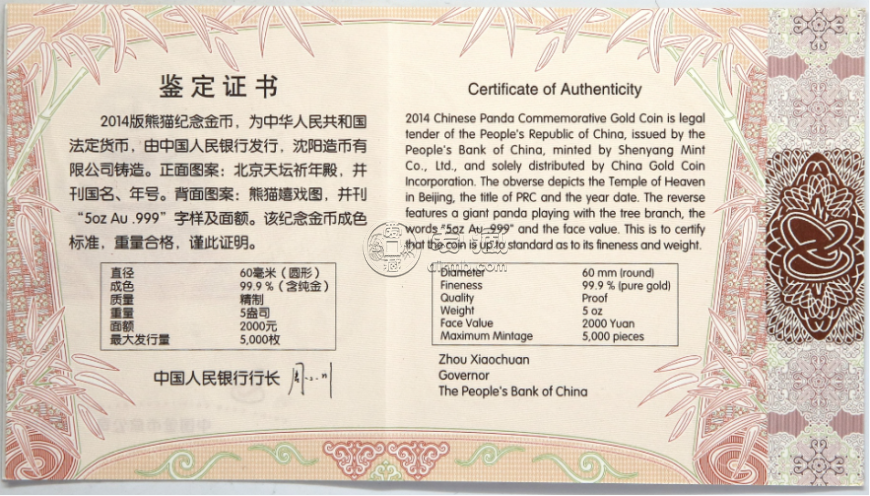 鉴定证书
2014版熊猫纪念金币，为中华人民共和国
法定货币，由中国人民银行发行，沈阳造币有
限公司铸造。正面图案：北京天坛祈年殿，并
刊国名、年号。背面图案：熊猫嬉戏图，并刊
“5oz Au .999”字样及面额。该纪念金币成色
标准，重量合格，谨此证明。
直径 60毫米（圆形）
成色 99.9%（含纯金）
质量 精制
重量 5盎司
面额 2000元
最大发行量 5,000枚
中国人民银行行长
Certificate of Authenticity
2014 Chinese Panda Commemorative Gold Coin is legal
tender of the People's Republic of China, issued by the
People's Bank of China, minted by Shenyang Mint
Co., Ltd., and solely distributed by China Gold Coin
Incorporation. The obverse depicts the Temple of Heaven
in Beijing, the title of PRC and the year date. The reverse
features a giant panda playing with the tree branch, the
words "5oz Au .999" and the face value. This is to certify
that the coin is up to standard as to its fineness and weight.
Diameter 60 mm (round)
Fineness 99.9 % (pure gold)
Quality Proof
Weight 5 oz
Face Value 2000 Yuan
Maximum Mintage 5,000 pieces
Zhou Xiaochuan
Governor
The People's Bank of China